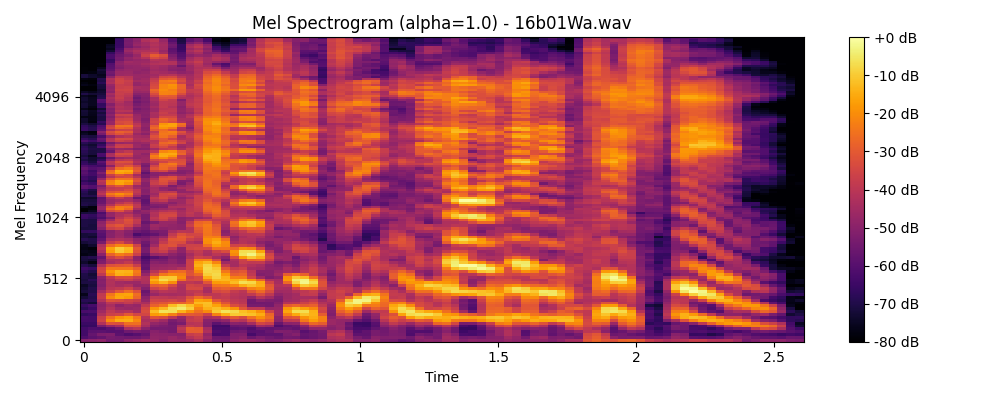 Mel Spectrogram (alpha=1.0) - 16b01Wa.wav
Mel Frequency
4096
2048
1024
512
0
0
0.5
1
1.5
2
2.5
Time
+0 dB
-10 dB
-20 dB
-30 dB
-40 dB
-50 dB
-60 dB
-70 dB
-80 dB